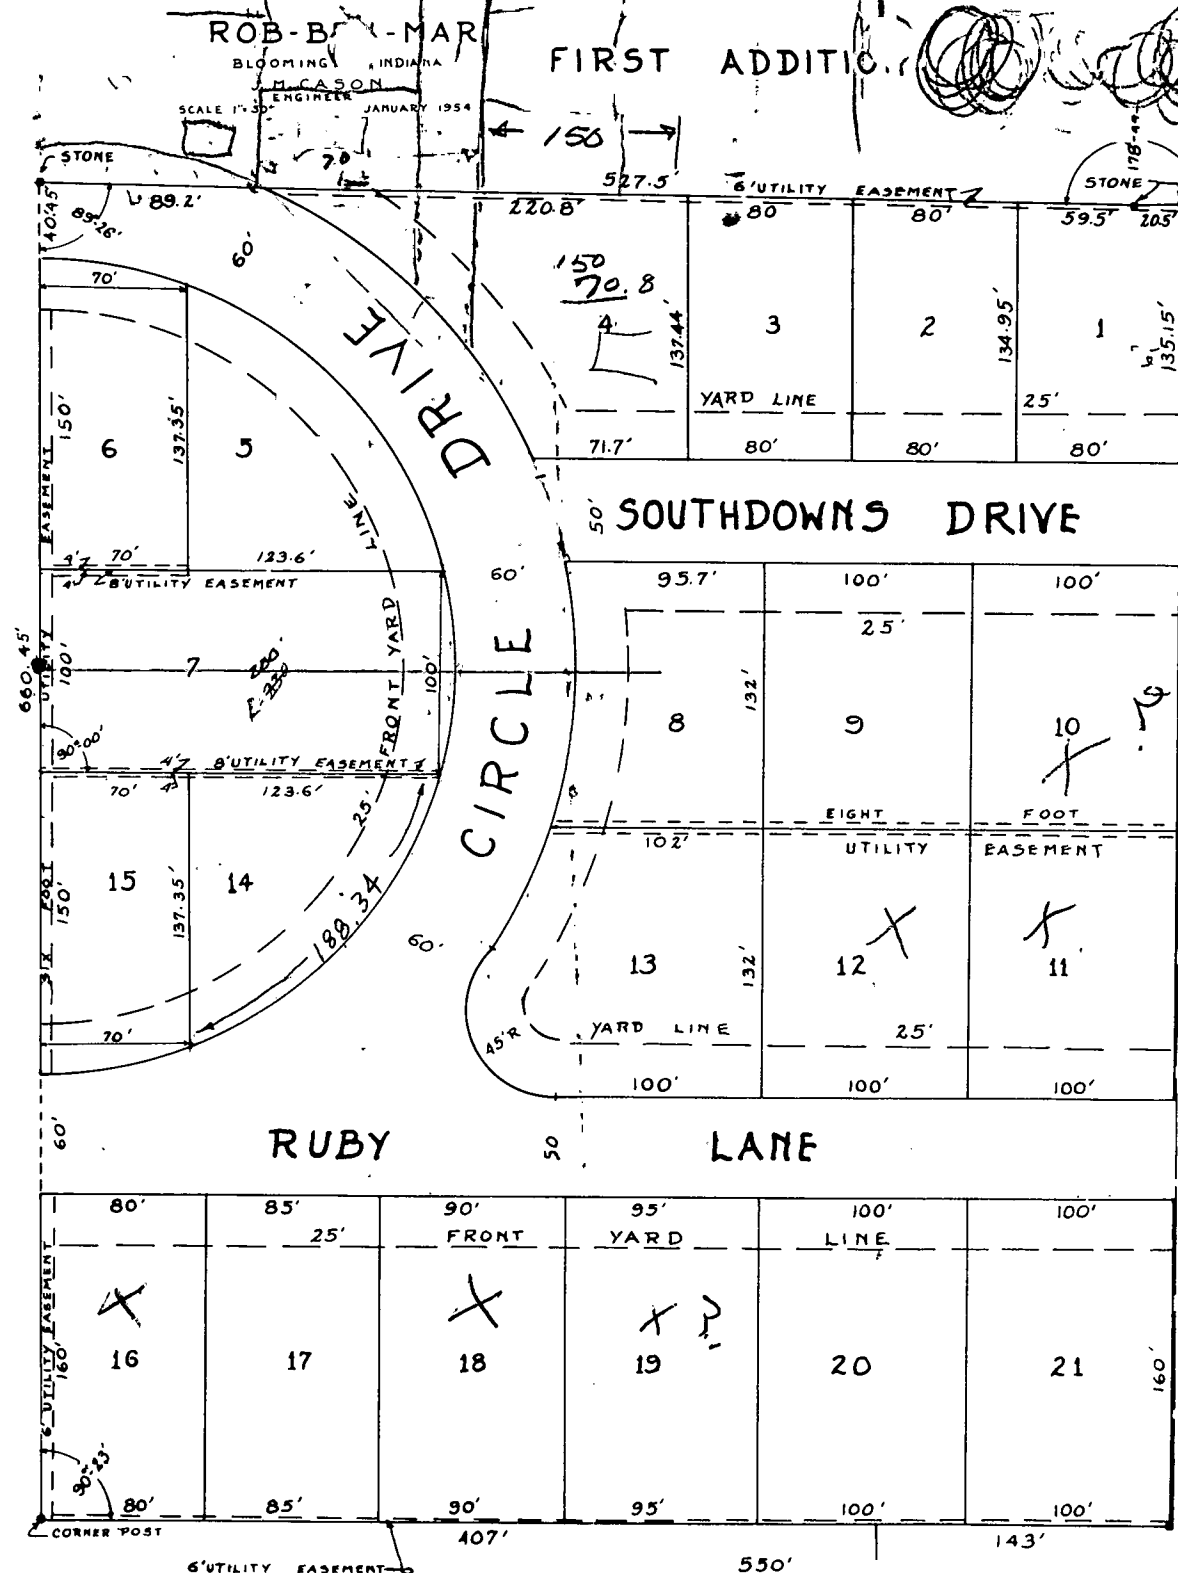 ROB-B -MAR FIRST ADDITIO
BLOOMING INDIANA
J.M. CASON
ENGINEER
SCALE 1"=50' JANUARY 1954
150
70
STONE
527.5'
6'UTILITY EASEMENT
STONE
178°-44'
40.45'
89°26'
89.2'
220.8'
80
80'
59.5'
20.5'
60'
70'
150
70.8
4
137.44
3
2
134.95'
1
135.15'
YARD LINE 25'
71.7' 80' 80' 80'
DRIVE
150'
6
137.35'
5
LINE
EASEMENT
50'
SOUTHDOWNS DRIVE
4' 70' 123.6'
4' 8'UTILITY EASEMENT
60'
95.7' 100' 100'
25'
660.45'
UTILITY
100'
7
FRONT YARD
100'
CIRCLE
8
132'
9
10
?
X
90°00'
4' 8'UTILITY EASEMENT
70' 4' 123.6'
25'
EIGHT FOOT
102' UTILITY EASEMENT
15
137.35'
14
188.34
SIX FOOT
150'
60'
13
132'
12
X
11
X
70'
45'R
YARD LINE 25'
100' 100' 100'
60'
RUBY 50 LANE
80' 85' 90' 95' 100' 100'
25' FRONT YARD LINE
X X X ?
16 17 18 19 20 21
6' UTILITY EASEMENT
160'
160'
90°-23'
80' 85' 90' 95' 100' 100'
CORNER POST
407' 143'
6'UTILITY EASEMENT 550'